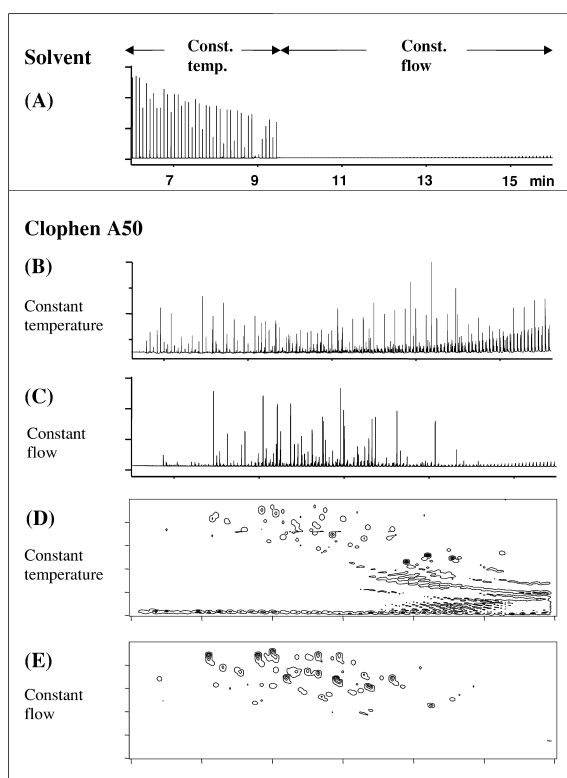 Const. temp.
Const. flow
Solvent
(A)
7 9 11 13 15 min
Clophen A50
(B)
Constant temperature
(C)
Constant flow
(D)
Constant temperature
(E)
Constant flow